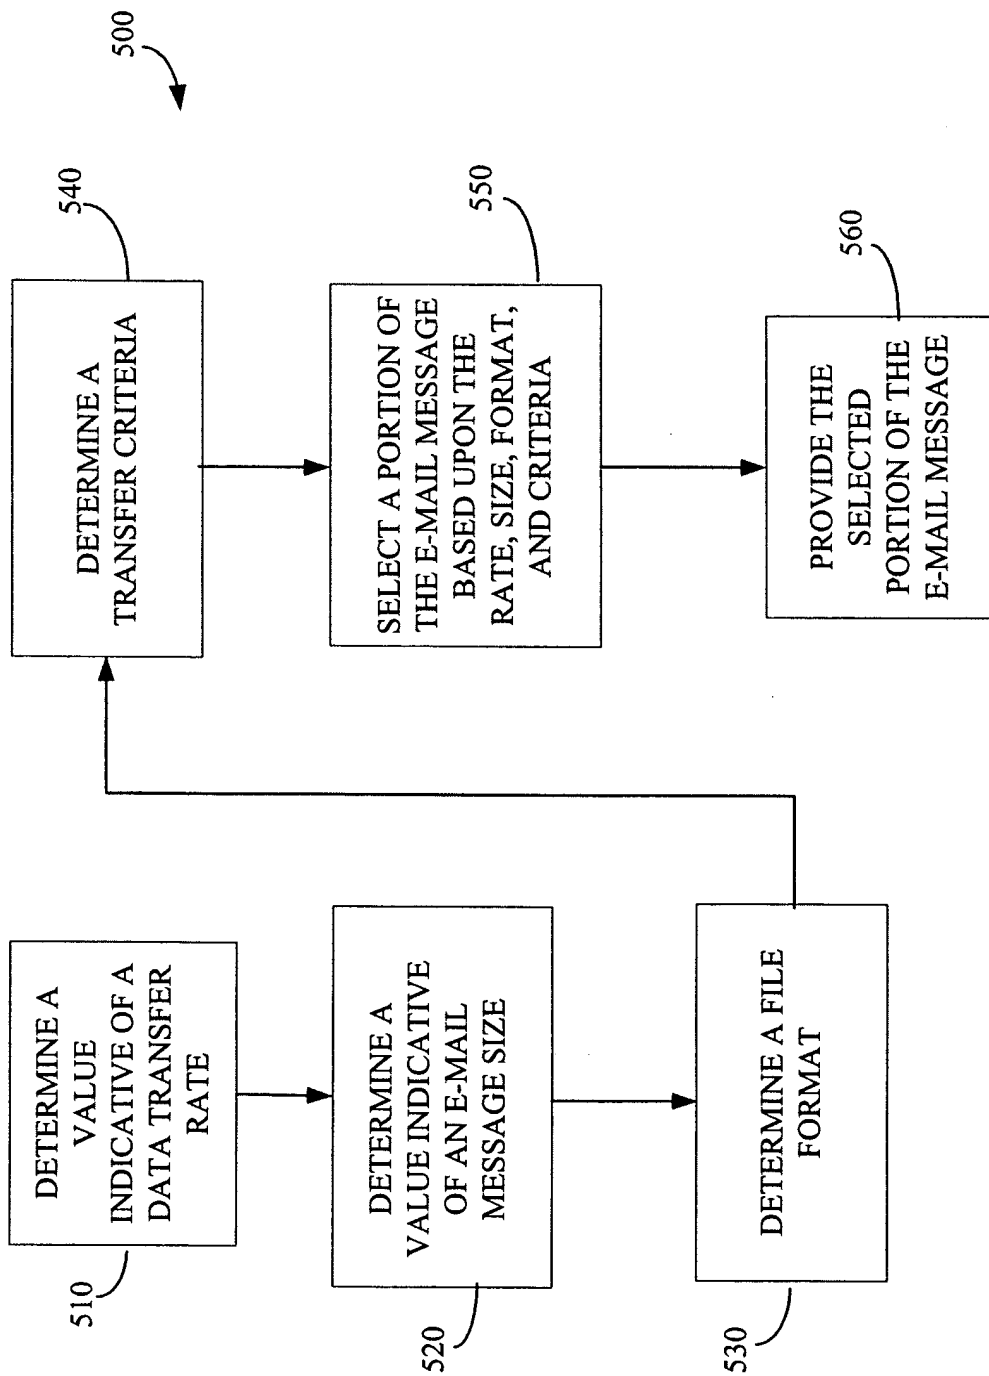 500
510
DETERMINE A
VALUE
INDICATIVE OF A
DATA TRANSFER
RATE
520
DETERMINE A
VALUE INDICATIVE
OF AN E-MAIL
MESSAGE SIZE
530
DETERMINE A FILE
FORMAT
540
DETERMINE A
TRANSFER CRITERIA
550
SELECT A PORTION OF
THE E-MAIL MESSAGE
BASED UPON THE
RATE, SIZE, FORMAT,
AND CRITERIA
560
PROVIDE THE
SELECTED
PORTION OF THE
E-MAIL MESSAGE